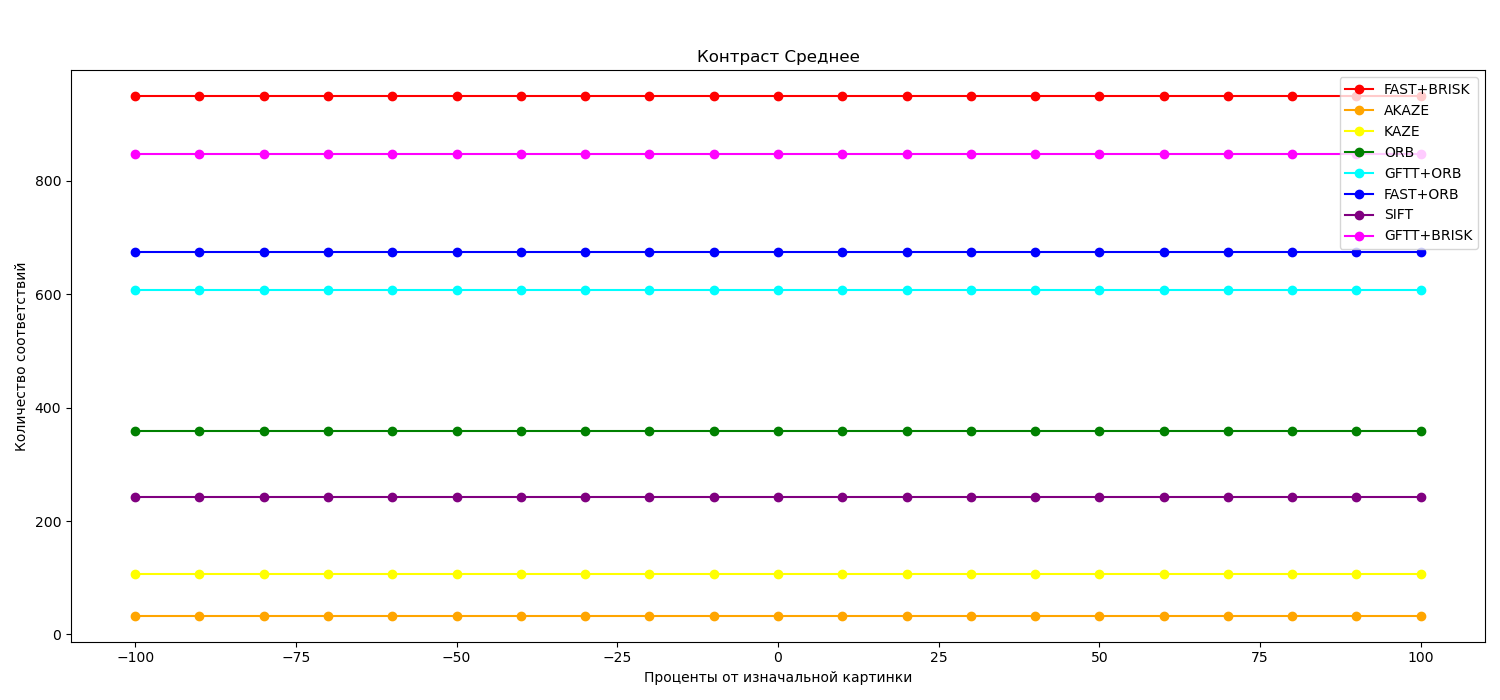 Контраст Среднее
FAST+BRISK
AKAZE
KAZE
ORB
GFTT+ORB
FAST+ORB
SIFT
GFTT+BRISK
Количество соответствий
800
600
400
200
0
−100
−75
−50
−25
0
25
50
75
100
Проценты от изначальной картинки